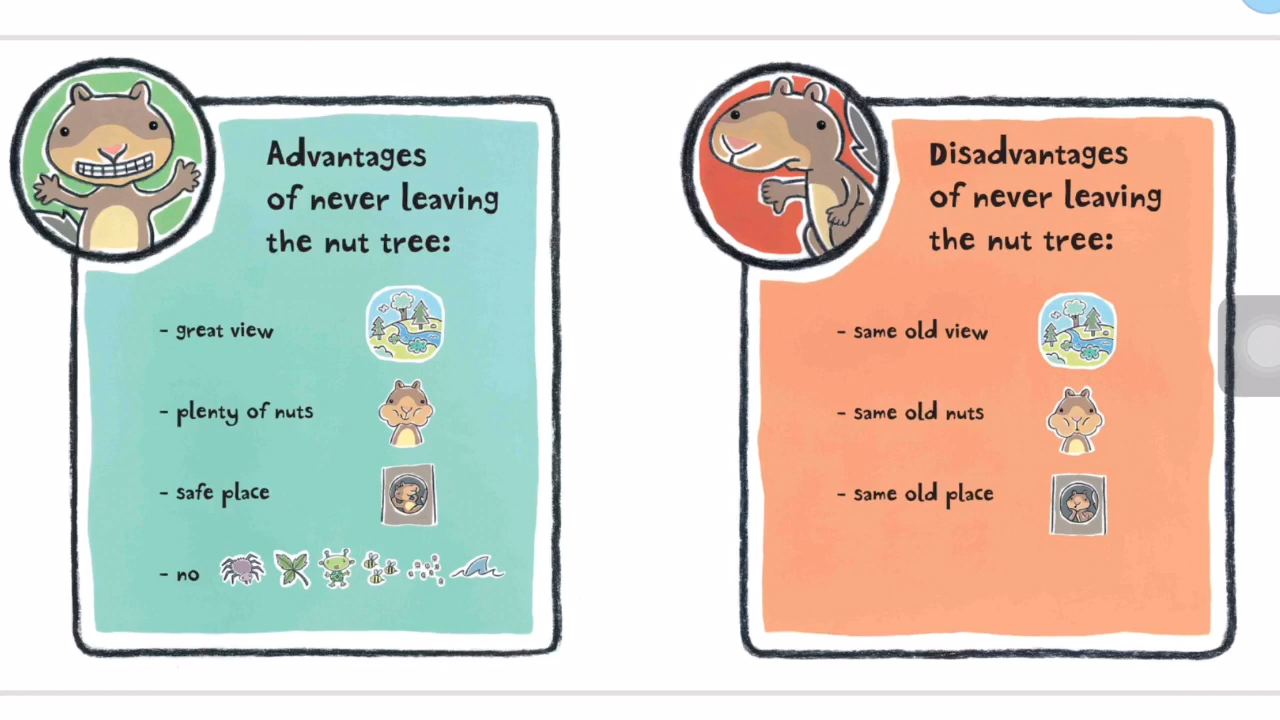 Advantages
of never leaving
the nut tree:
- great view
- plenty of nuts
- safe place
- no
Disadvantages
of never leaving
the nut tree:
- same old view
- same old nuts
- same old place